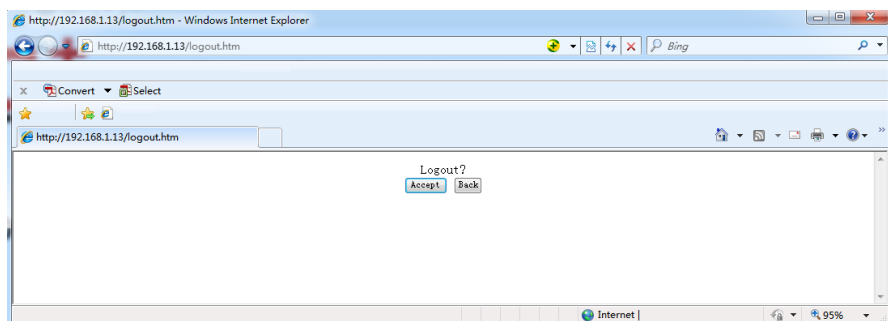 http://192.168.1.13/logout.htm - Windows Internet Explorer
http://192.168.1.13/logout.htm Bing
x Convert Select
http://192.168.1.13/logout.htm
Logout?
Accept Back
Internet 95%